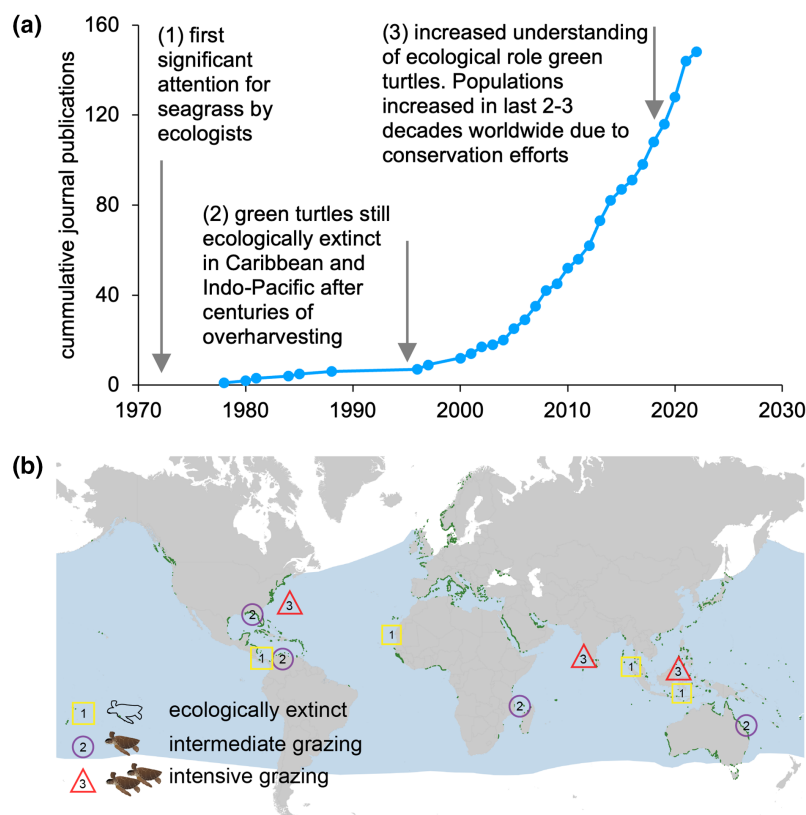 (a)
160
120
80
40
0
cummulative journal publications
(1) first
significant
attention for
seagrass by
ecologists
(2) green turtles still
ecologically extinct
in Caribbean and
Indo-Pacific after
centuries of
overharvesting
(3) increased understanding
of ecological role green
turtles. Populations
increased in last 2-3
decades worldwide due to
conservation efforts
1970 1980 1990 2000 2010 2020 2030
(b)
3
2
1
1
2
3
1
3
1
2
2
1 ecologically extinct
2 intermediate grazing
3 intensive grazing